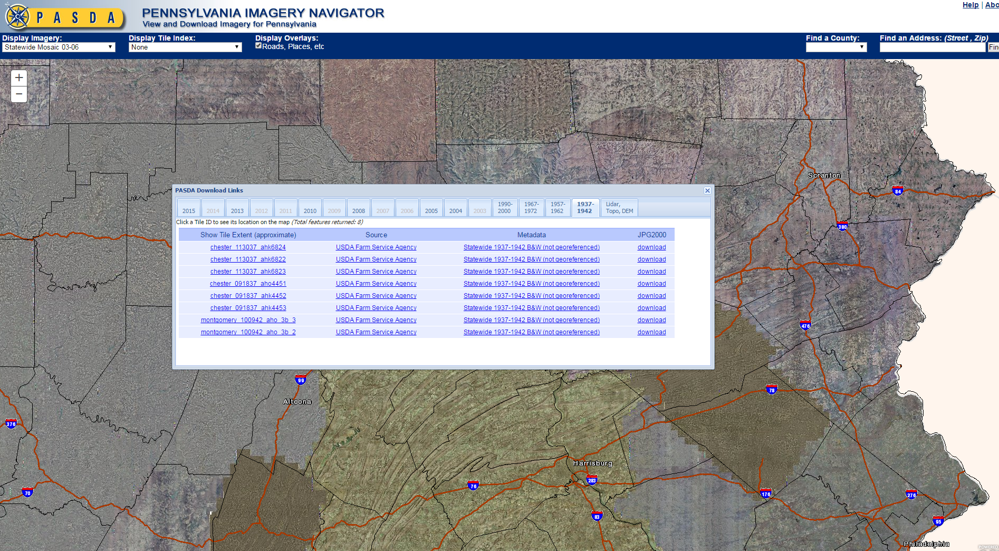 PASDA
PENNSYLVANIA IMAGERY NAVIGATOR
View and Download Imagery for Pennsylvania
Help | Abo
Display Imagery:
Statewide Mosaic 03-06
Display Tile Index:
None
Display Overlays:
Roads, Places, etc
Find a County:
Find an Address: (Street , Zip)
Fin
+
−
Scranton
84
380
PASDA Download Links
2015 2014 2013 2012 2011 2010 2009 2008 2007 2006 2005 2004 2003 1990-2000 1967-1972 1957-1962 1937-1942 Lidar, Topo, DEM
Click a Tile ID to see its location on the map (Total features returned: 8)
Show Tile Extent (approximate) Source Metadata JPG2000
chester_113037_ahk6824 USDA Farm Service Agency Statewide 1937-1942 B&W (not georeferenced) download
chester_113037_ahk6822 USDA Farm Service Agency Statewide 1937-1942 B&W (not georeferenced) download
chester_113037_ahk6823 USDA Farm Service Agency Statewide 1937-1942 B&W (not georeferenced) download
chester_091837_aho4451 USDA Farm Service Agency Statewide 1937-1942 B&W (not georeferenced) download
chester_091837_ahk4452 USDA Farm Service Agency Statewide 1937-1942 B&W (not georeferenced) download
chester_091837_ahk4453 USDA Farm Service Agency Statewide 1937-1942 B&W (not georeferenced) download
montgomery_100942_aho_3b_3 USDA Farm Service Agency Statewide 1937-1942 B&W (not georeferenced) download
montgomery_100942_aho_3b_2 USDA Farm Service Agency Statewide 1937-1942 B&W (not georeferenced) download
476
99
78
Altoona
376
Harrisburg
283
76
70
176
276
83
95
Philadelphia
POWERED